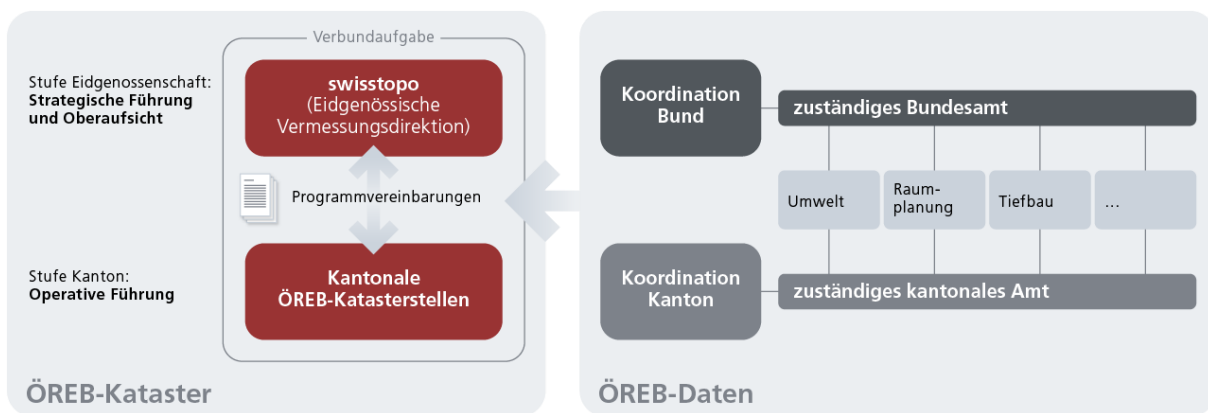 Verbundaufgabe
Stufe Eidgenossenschaft:
Strategische Führung
und Oberaufsicht
swisstopo
(Eidgenössische
Vermessungsdirektion)
Programmvereinbarungen
Stufe Kanton:
Operative Führung
Kantonale
ÖREB-Katasterstellen
ÖREB-Kataster
Koordination
Bund
zuständiges Bundesamt
Umwelt
Raum-
planung
Tiefbau
...
Koordination
Kanton
zuständiges kantonales Amt
ÖREB-Daten